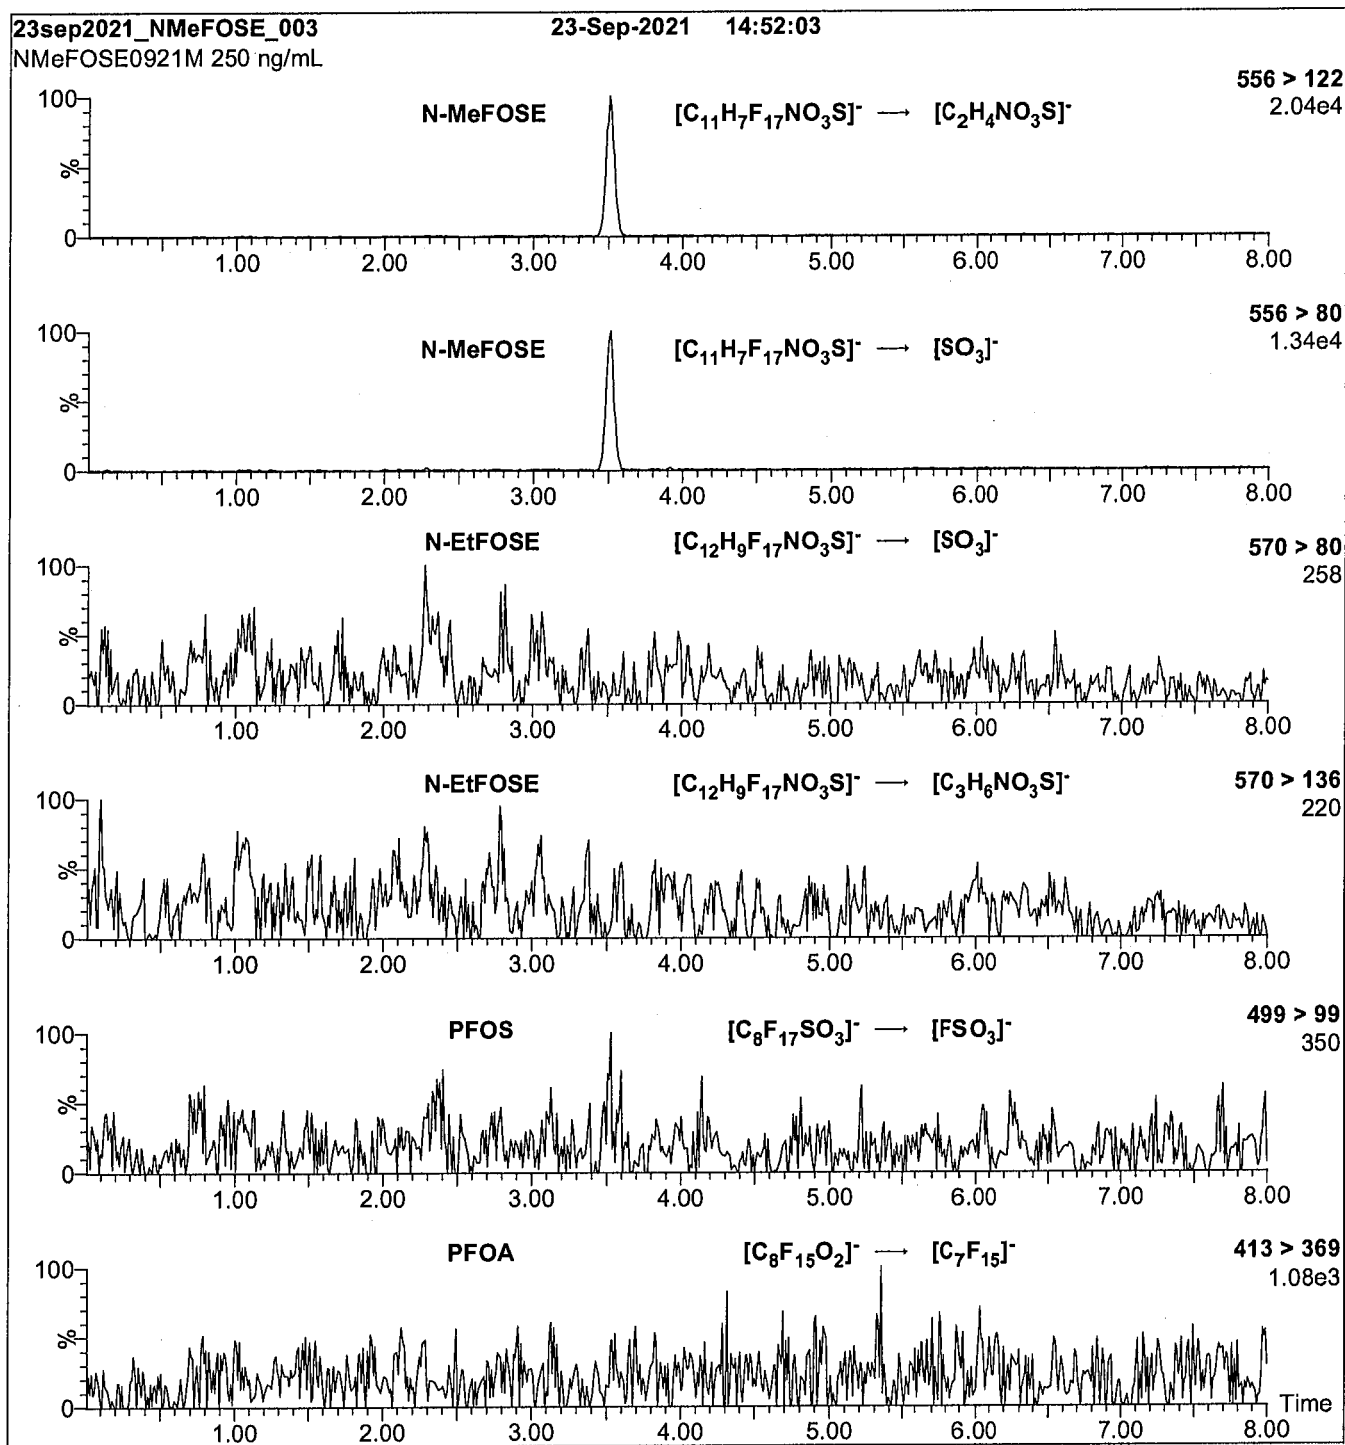 23sep2021_NMeFOSE_003 23-Sep-2021 14:52:03
NMeFOSE0921M 250 ng/mL
556 > 122
2.04e4
N-MeFOSE [C11H7F17NO3S]- → [C2H4NO3S]-
100
%
0
1.00 2.00 3.00 4.00 5.00 6.00 7.00 8.00
556 > 80
1.34e4
N-MeFOSE [C11H7F17NO3S]- → [SO3]-
100
%
0
1.00 2.00 3.00 4.00 5.00 6.00 7.00 8.00
N-EtFOSE [C12H9F17NO3S]- → [SO3]-
570 > 80
258
100
%
0
1.00 2.00 3.00 4.00 5.00 6.00 7.00 8.00
N-EtFOSE [C12H9F17NO3S]- → [C3H6NO3S]-
570 > 136
220
100
%
0
1.00 2.00 3.00 4.00 5.00 6.00 7.00 8.00
PFOS [C8F17SO3]- → [FSO3]-
499 > 99
350
100
%
0
1.00 2.00 3.00 4.00 5.00 6.00 7.00 8.00
PFOA [C8F15O2]- → [C7F15]-
413 > 369
1.08e3
100
%
0
Time
1.00 2.00 3.00 4.00 5.00 6.00 7.00 8.00